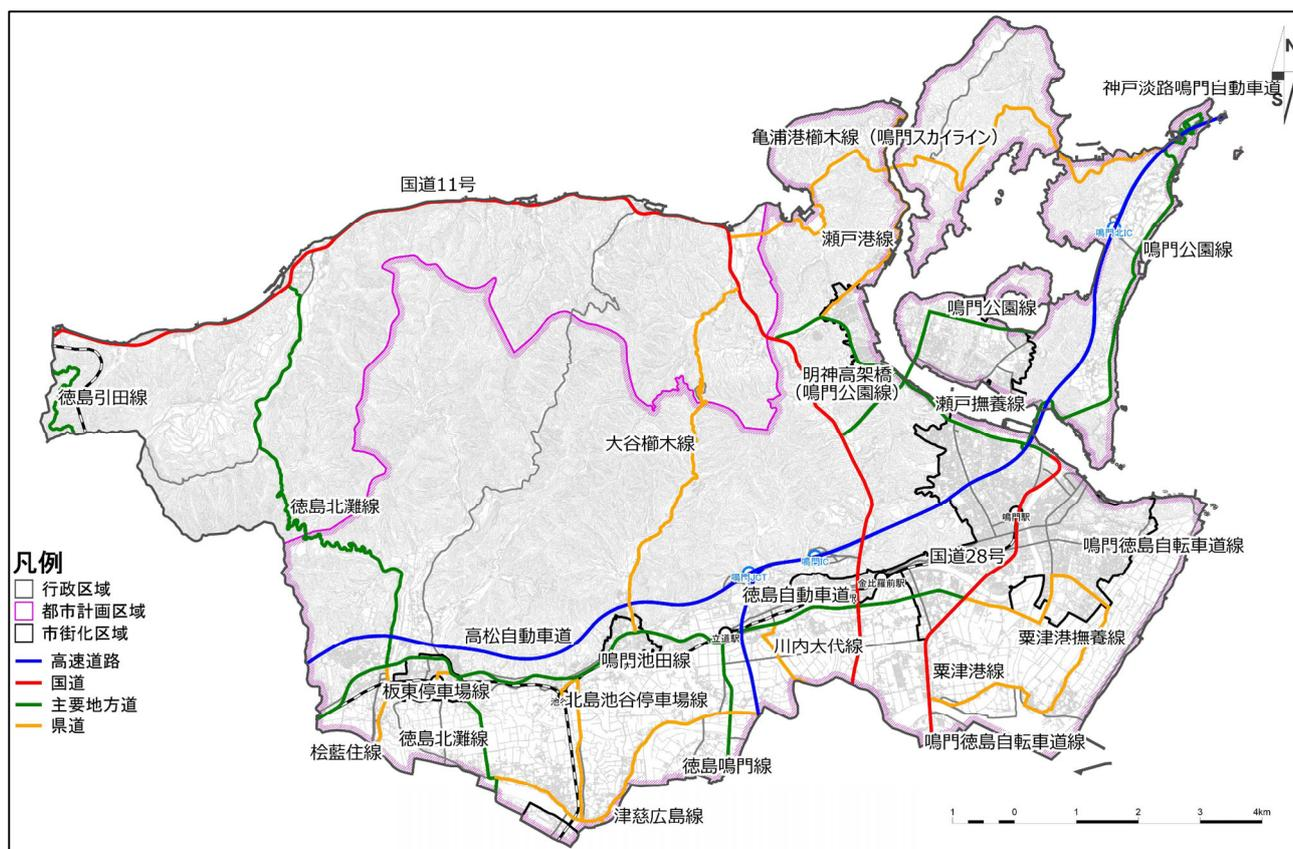 N
S
神戸淡路鳴門自動車道
亀浦港櫛木線（鳴門スカイライン）
国道11号
瀬戸港線
鳴門北IC
鳴門公園線
鳴門公園線
徳島引田線
明神高架橋
（鳴門公園線）
瀬戸撫養線
大谷櫛木線
徳島北灘線
鳴門駅
鳴門徳島自転車道線
国道28号
鳴門IC
鳴門JCT
金比羅前駅
徳島自動車道
高松自動車道
立道駅
川内大代線
粟津港撫養線
鳴門池田線
粟津港線
板東停車場線
北島池谷停車場線
徳島北灘線
桧藍住線
徳島鳴門線
鳴門徳島自転車道線
津慈広島線
凡例
行政区域
都市計画区域
市街化区域
高速道路
国道
主要地方道
県道
1 0 1 2 3 4km